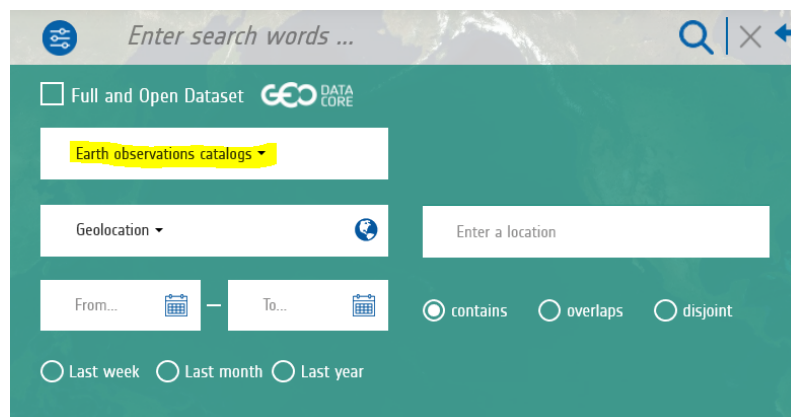 Enter search words ...
Full and Open Dataset GEO DATA CORE
Earth observations catalogs
Geolocation
Enter a location
From... To...
contains overlaps disjoint
Last week Last month Last year